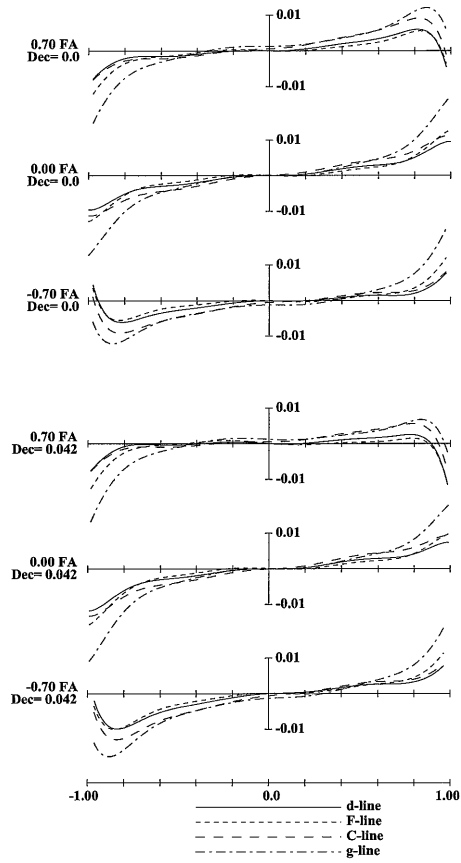 0.01
0.70 FA
Dec= 0.0
-0.01
0.01
0.00 FA
Dec= 0.0
-0.01
0.01
-0.70 FA
Dec= 0.0
-0.01
0.01
0.70 FA
Dec= 0.042
-0.01
0.01
0.00 FA
Dec= 0.042
-0.01
0.01
-0.70 FA
Dec= 0.042
-0.01
-1.00 0.0 1.00
d-line
F-line
C-line
g-line